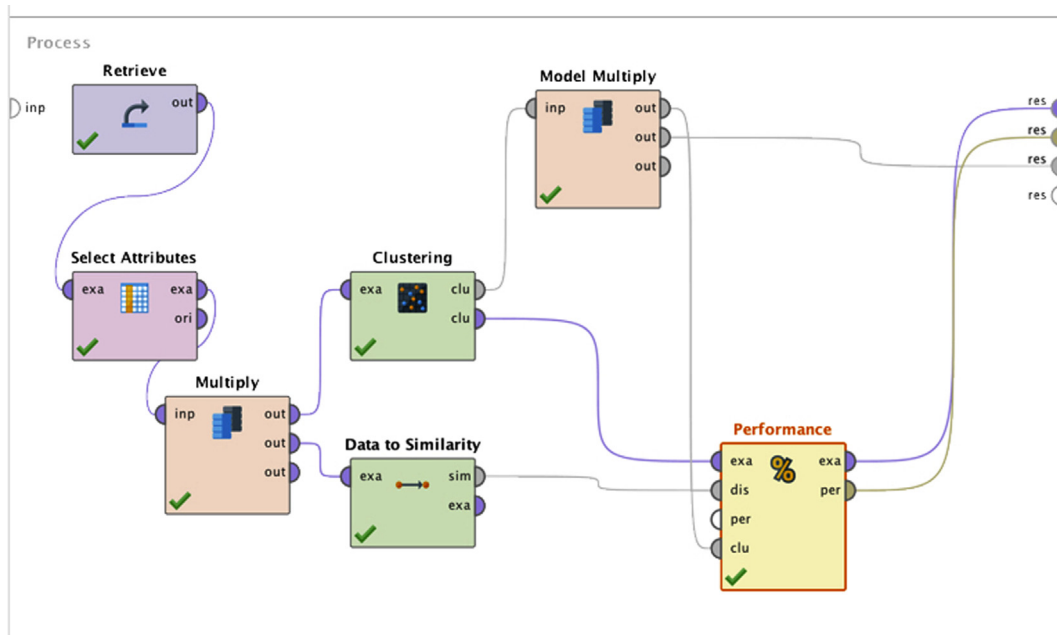 Process
inp
Retrieve
out
Model Multiply
inp out
out
out
res
res
res
res
Select Attributes
exa exa
ori
Clustering
exa clu
clu
Multiply
inp out
out
out
Data to Similarity
exa sim
exa
Performance
% 
exa exa
dis per
per
clu